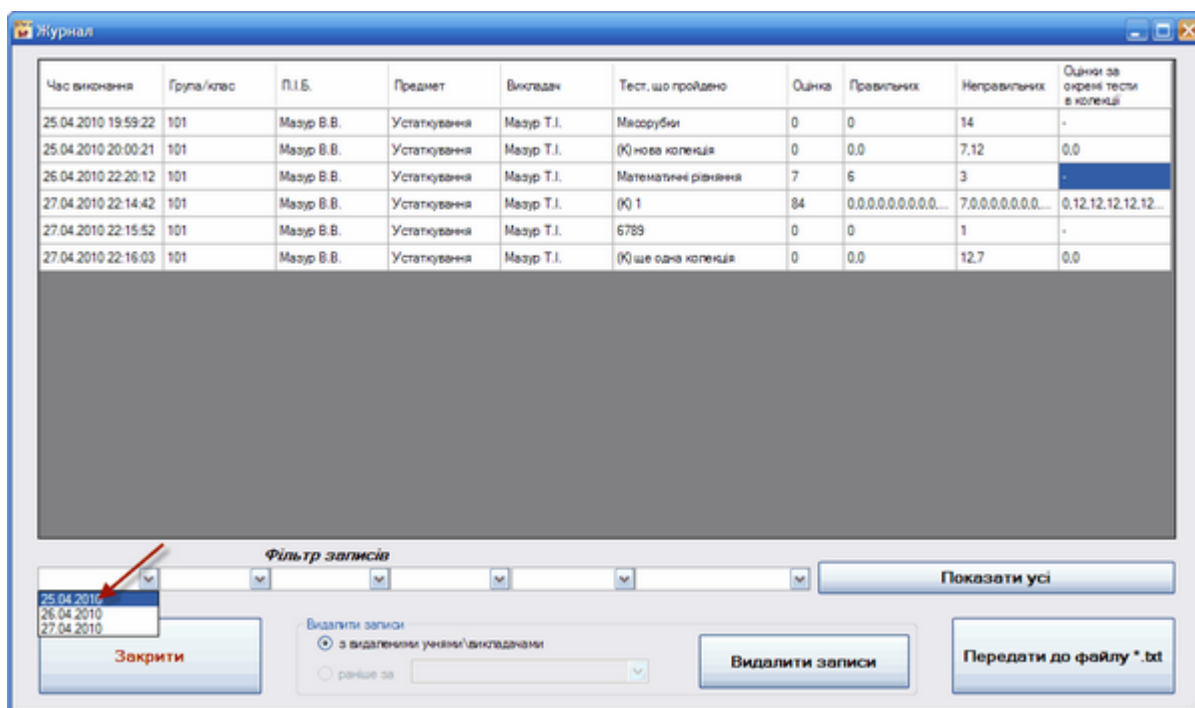 Журнал
Час виконання Група/клас П.І.Б. Предмет Викладач Тест, що пройдено Оцінка Правильних Неправильних Оцінки за окремі тести в колекції
25.04.2010 19:59:22 101 Мазур В.В. Устаткування Мазур Т.І. Мясорубки 0 0 14 -
25.04.2010 20:00:21 101 Мазур В.В. Устаткування Мазур Т.І. (К) нова колекція 0 0,0 7,12 0,0
26.04.2010 22:20:12 101 Мазур В.В. Устаткування Мазур Т.І. Математичні рівняння 7 6 3 -
27.04.2010 22:14:42 101 Мазур В.В. Устаткування Мазур Т.І. (К) 1 84 0,0,0,0,0,0,0,0,0,... 7,0,0,0,0,0,0,0,... 0,12,12,12,12,12...
27.04.2010 22:15:52 101 Мазур В.В. Устаткування Мазур Т.І. 6789 0 0 1 -
27.04.2010 22:16:03 101 Мазур В.В. Устаткування Мазур Т.І. (К) ще одна колекція 0 0,0 12,7 0,0
Фільтр записів
Показати усі
25.04.2010
26.04.2010
27.04.2010
Закрити
Видалити записи
з видаленими учнями\викладачами
раніше за
Видалити записи
Передати до файлу *.txt